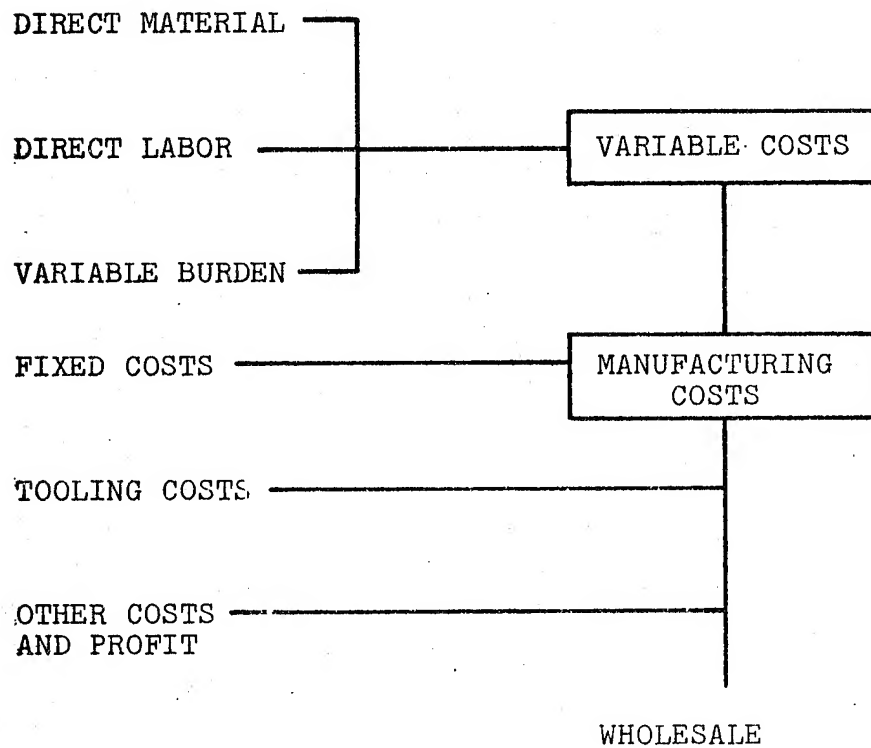 DIRECT MATERIAL
DIRECT LABOR
VARIABLE COSTS
VARIABLE BURDEN
FIXED COSTS
MANUFACTURING
COSTS
TOOLING COSTS
OTHER COSTS
AND PROFIT
WHOLESALE